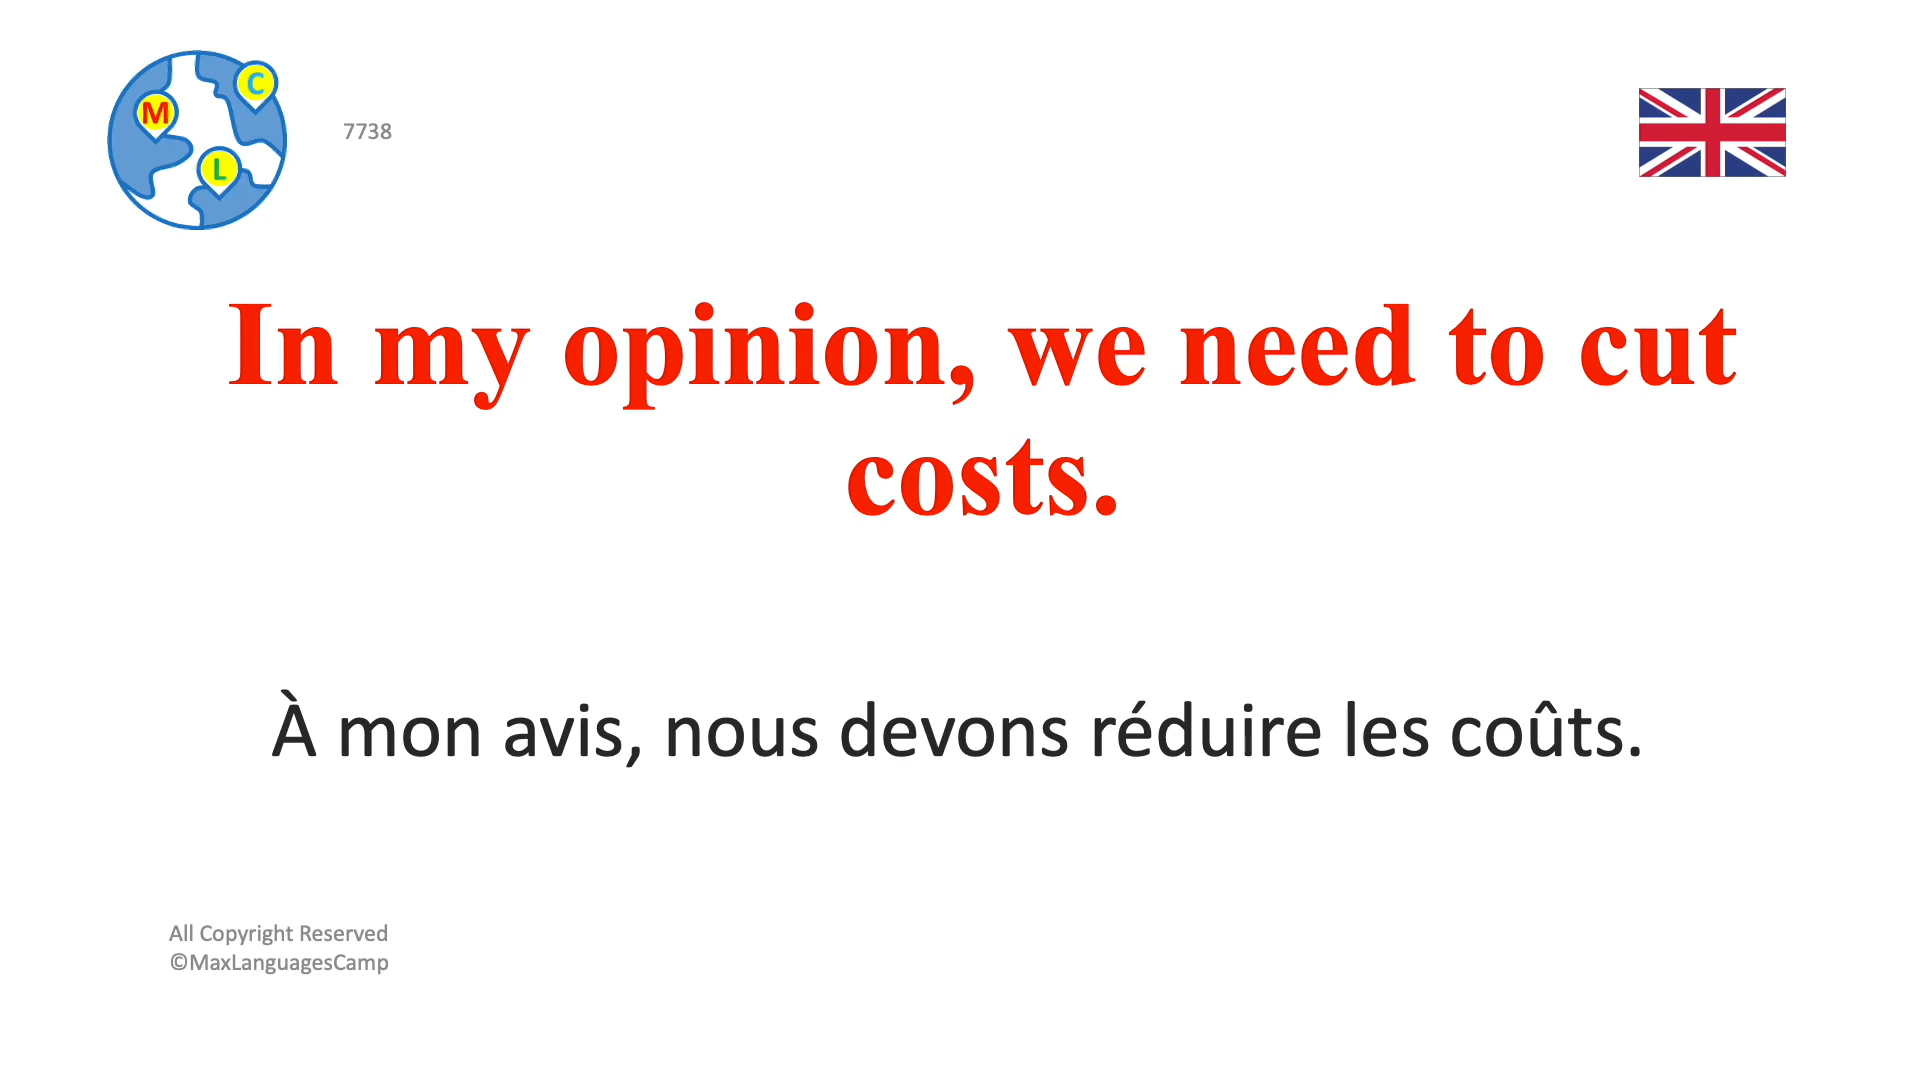 C
M
7738
L
In my opinion, we need to cut
costs.
À mon avis, nous devons réduire les coûts.
All Copyright Reserved
©MaxLanguagesCamp